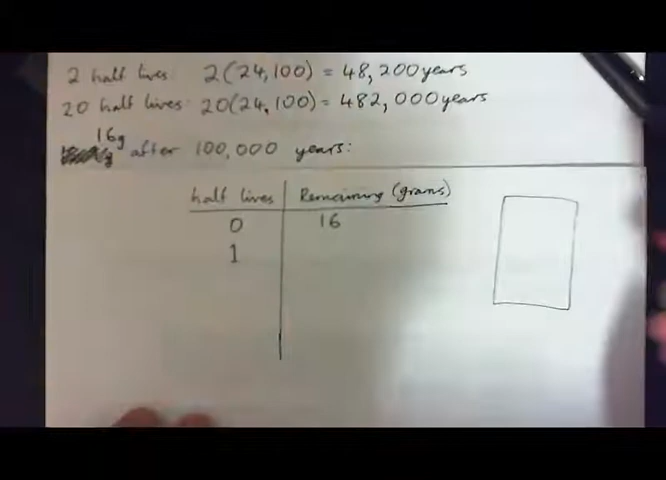 2 half lives: 2(24,100) = 48,200 years
20 half lives: 20(24,100) = 482,000 years
16g
after 100,000 years:
half lives Remaining (grams)
0 16
1